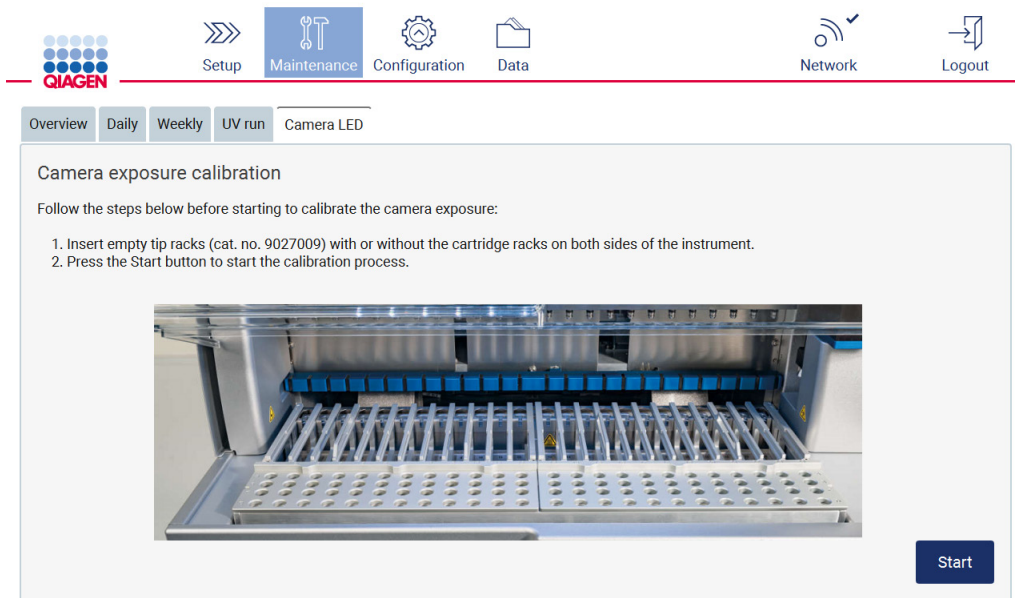 QIAGEN
Setup
Maintenance
Configuration
Data
Network
Logout
Overview
Daily
Weekly
UV run
Camera LED
Camera exposure calibration
Follow the steps below before starting to calibrate the camera exposure:
1. Insert empty tip racks (cat. no. 9027009) with or without the cartridge racks on both sides of the instrument.
2. Press the Start button to start the calibration process.
Start